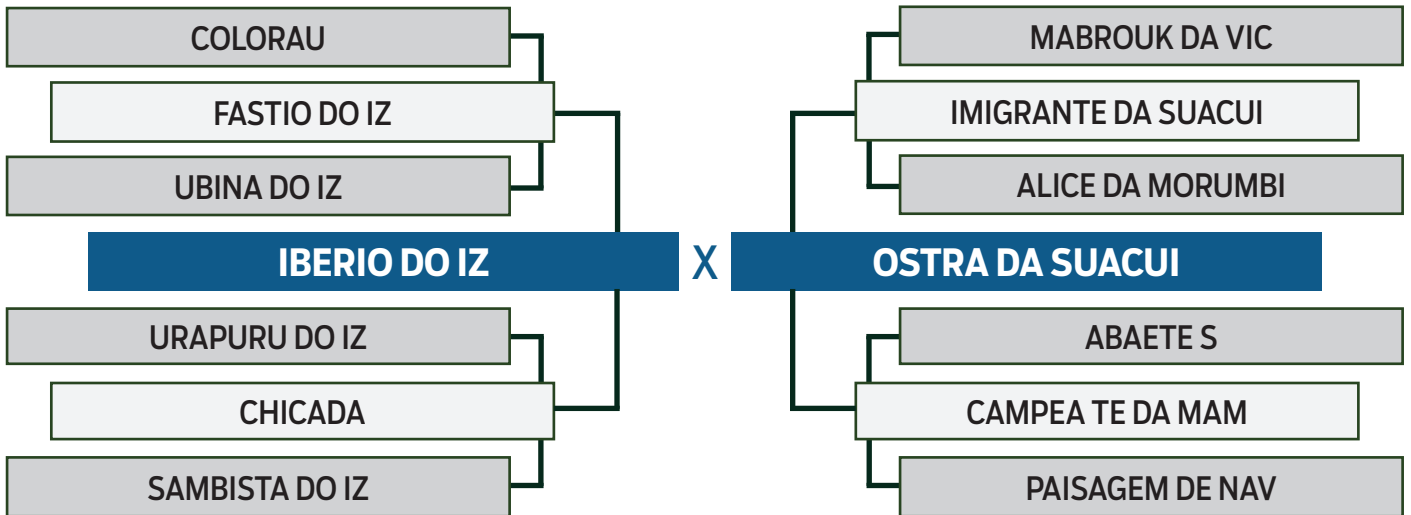 COLORAU
FASTIO DO IZ
UBINA DO IZ
IBERIO DO IZ
URAPURU DO IZ
CHICADA
SAMBISTA DO IZ
X
MABROUK DA VIC
IMIGRANTE DA SUACUI
ALICE DA MORUMBI
OSTRA DA SUACUI
ABAETE S
CAMPEA TE DA MAM
PAISAGEM DE NAV